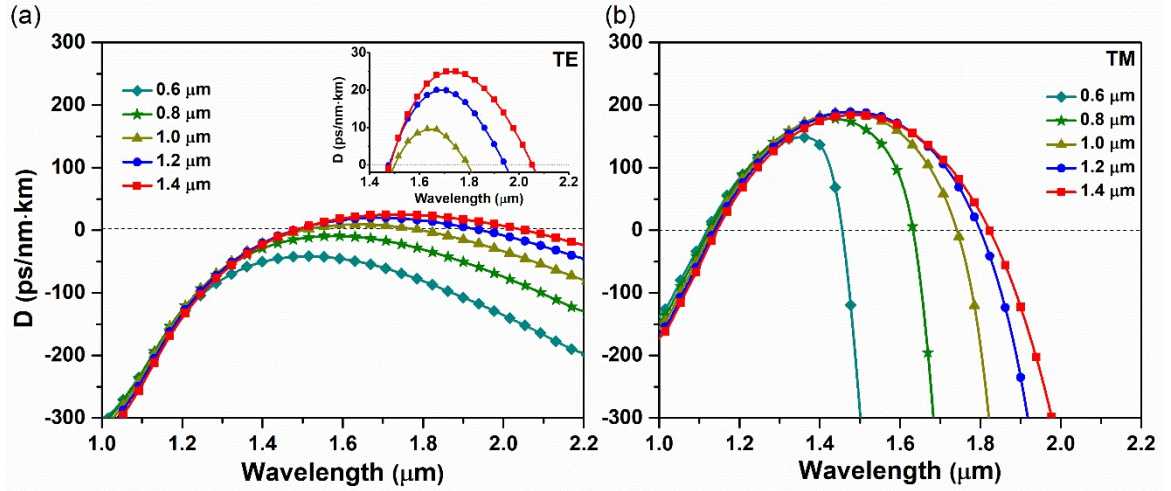 (a)
300
200
100
0
-100
-200
-300
D (ps/nm·km)
0.6 μm
0.8 μm
1.0 μm
1.2 μm
1.4 μm
TE
30
20
10
0
D (ps/nm·km)
1.4 1.6 1.8 2.0 2.2
Wavelength (μm)
1.0 1.2 1.4 1.6 1.8 2.0 2.2
Wavelength (μm)
(b)
300
200
100
0
-100
-200
-300
TM
0.6 μm
0.8 μm
1.0 μm
1.2 μm
1.4 μm
1.0 1.2 1.4 1.6 1.8 2.0 2.2
Wavelength (μm)